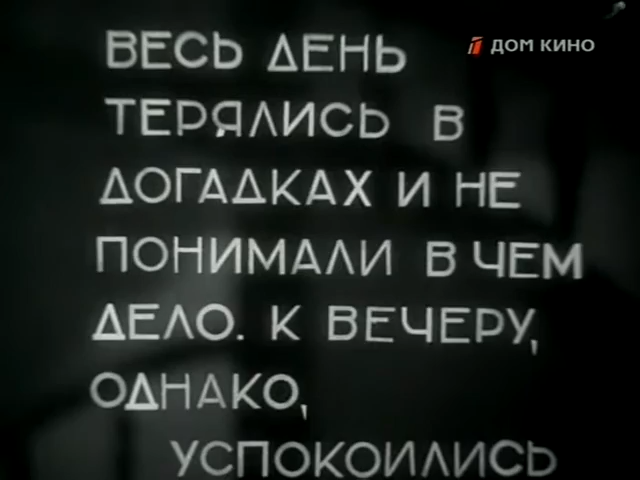 ДОМ КИНО
ВЕСЬ ДЕНЬ
ТЕРЯЛИСЬ В
ДОГАДКАХ И НЕ
ПОНИМАЛИ В ЧЕМ
ДЕЛО. К ВЕЧЕРУ,
ОДНАКО,
УСПОКОИЛИСЬ